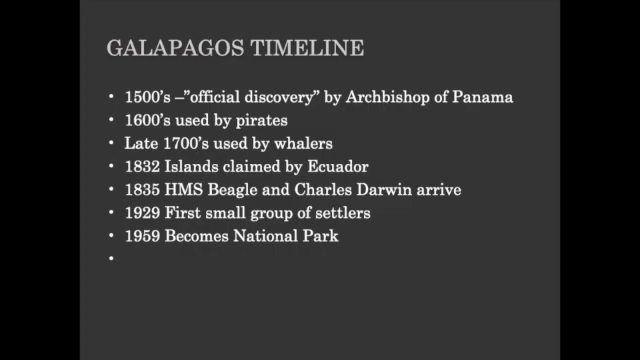 GALAPAGOS TIMELINE
• 1500's –"official discovery" by Archbishop of Panama
• 1600's used by pirates
• Late 1700's used by whalers
• 1832 Islands claimed by Ecuador
• 1835 HMS Beagle and Charles Darwin arrive
• 1929 First small group of settlers
• 1959 Becomes National Park
•